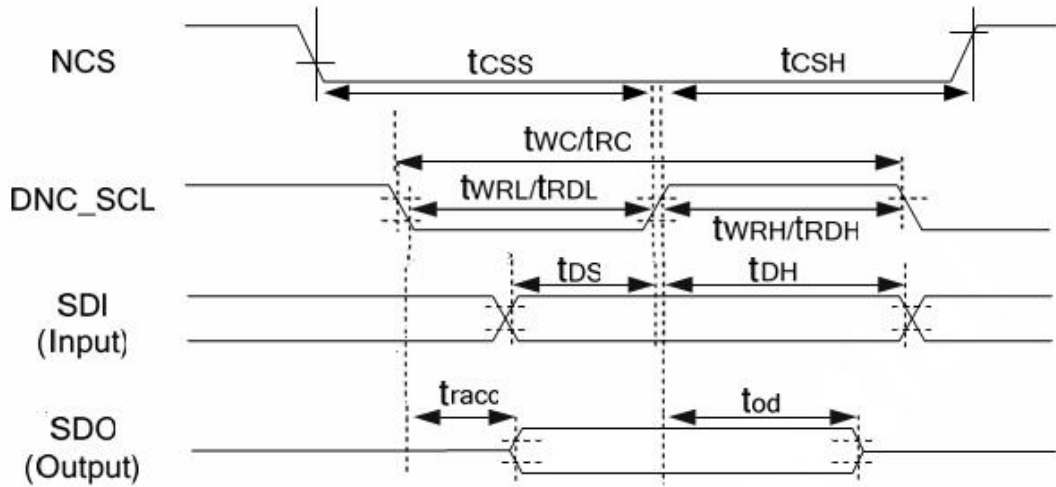 NCS
tCSS
tCSH
tWC/tRC
DNC_SCL
tWRL/tRDL
tWRH/tRDH
tDS
tDH
SDI
(Input)
tracc
tod
SDO
(Output)